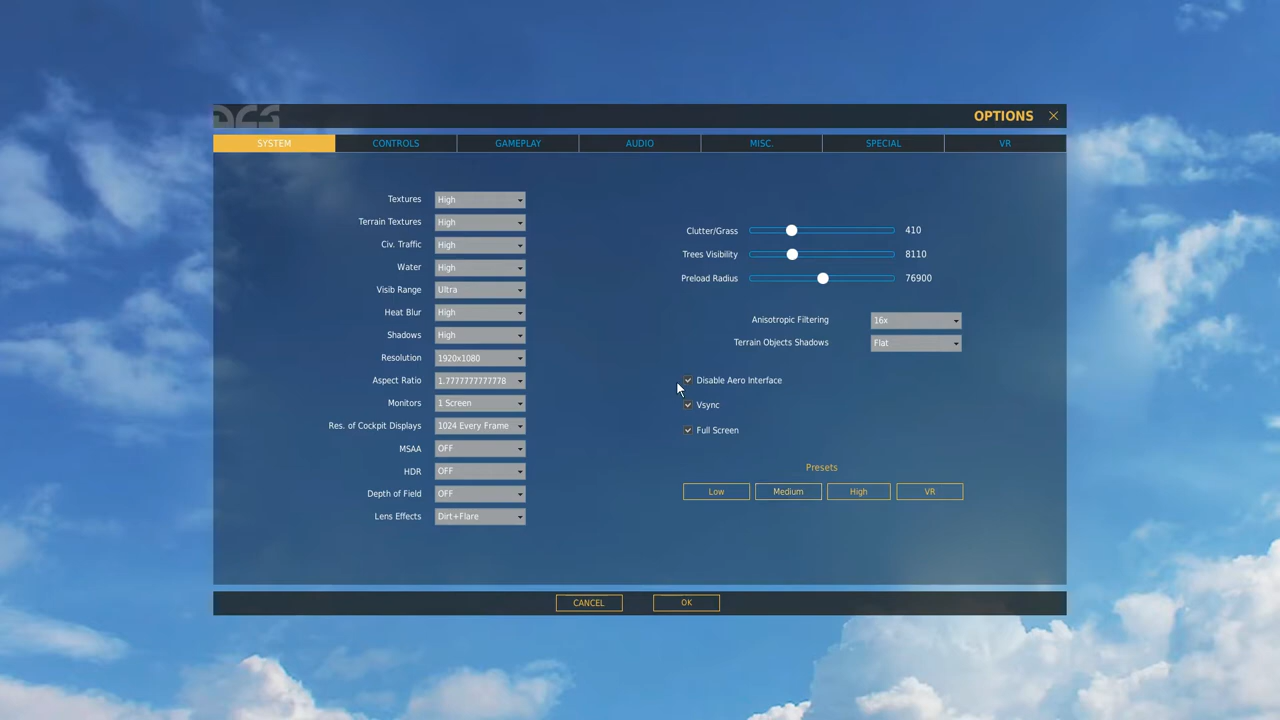 DCS
OPTIONS
SYSTEM CONTROLS GAMEPLAY AUDIO MISC. SPECIAL VR
Textures High
Terrain Textures High
Civ. Traffic High
Water High
Visib Range Ultra
Heat Blur High
Shadows High
Resolution 1920x1080
Aspect Ratio 1.7777777777778
Monitors 1 Screen
Res. of Cockpit Displays 1024 Every Frame
MSAA OFF
HDR OFF
Depth of Field OFF
Lens Effects Dirt+Flare
Clutter/Grass 410
Trees Visibility 8110
Preload Radius 76900
Anisotropic Filtering 16x
Terrain Objects Shadows Flat
Disable Aero Interface
Vsync
Full Screen
Presets
Low Medium High VR
CANCEL OK